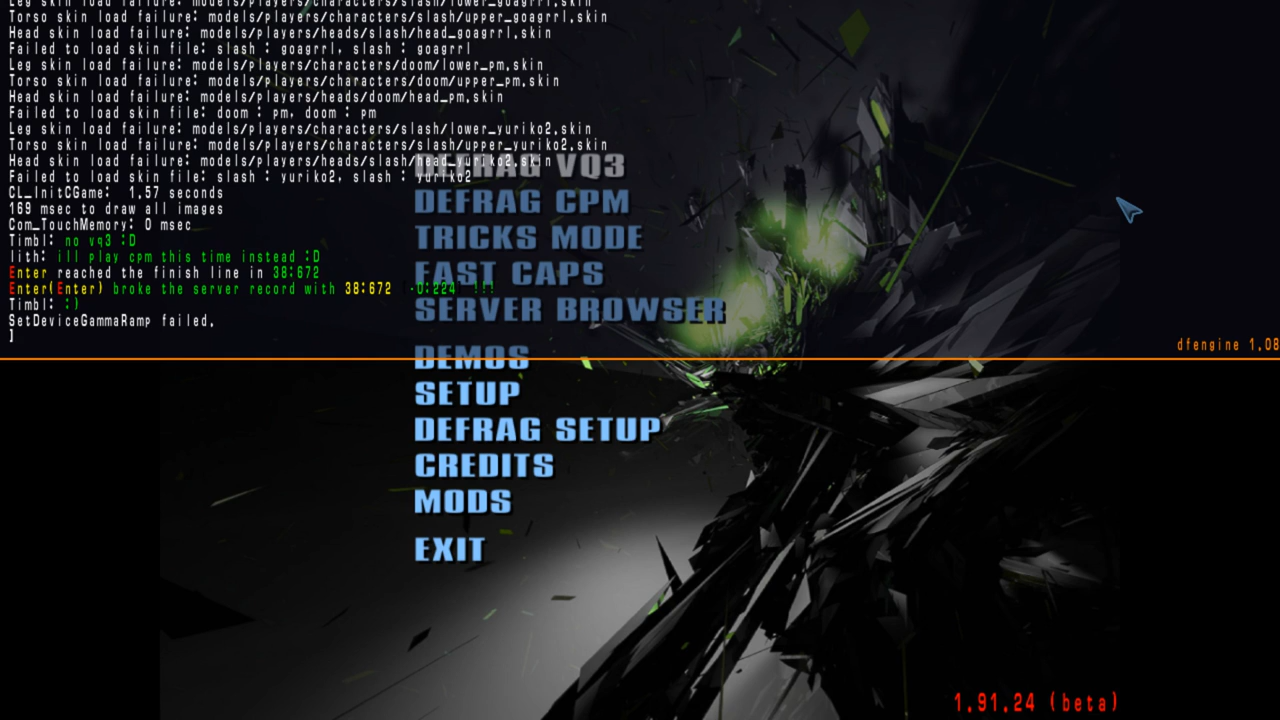 Leg skin load failure: models/players/characters/slash/lower_goagrrl.skin
Torso skin load failure: models/players/characters/slash/upper_goagrrl.skin
Head skin load failure: models/players/heads/slash/head_goagrrl.skin
Failed to load skin file: slash : goagrrl, slash : goagrrl
Leg skin load failure: models/players/characters/doom/lower_pm.skin
Torso skin load failure: models/players/characters/doom/upper_pm.skin
Head skin load failure: models/players/heads/doom/head_pm.skin
Failed to load skin file: doom : pm, doom : pm
Leg skin load failure: models/players/characters/slash/lower_yuriko2.skin
Torso skin load failure: models/players/characters/slash/upper_yuriko2.skin
Head skin load failure: models/players/heads/slash/head_yuriko2.skin
Failed to load skin file: slash : yuriko2, slash : yuriko2
CL_InitCGame:  1.57 seconds
169 msec to draw all images
Com_TouchMemory: 0 msec
Timbl: no vq3 :D
lith: ill play cpm this time instead :D
Enter reached the finish line in 38:672
Enter(Enter) broke the server record with 38:672 -0:224 !!!
Timbl: :)
SetDeviceGammaRamp failed.
]
dfengine 1.08
DEFRAG VQ3
DEFRAG CPM
TRICKS MODE
FAST CAPS
SERVER BROWSER
DEMOS
SETUP
DEFRAG SETUP
CREDITS
MODS
EXIT
1.91.24 (beta)